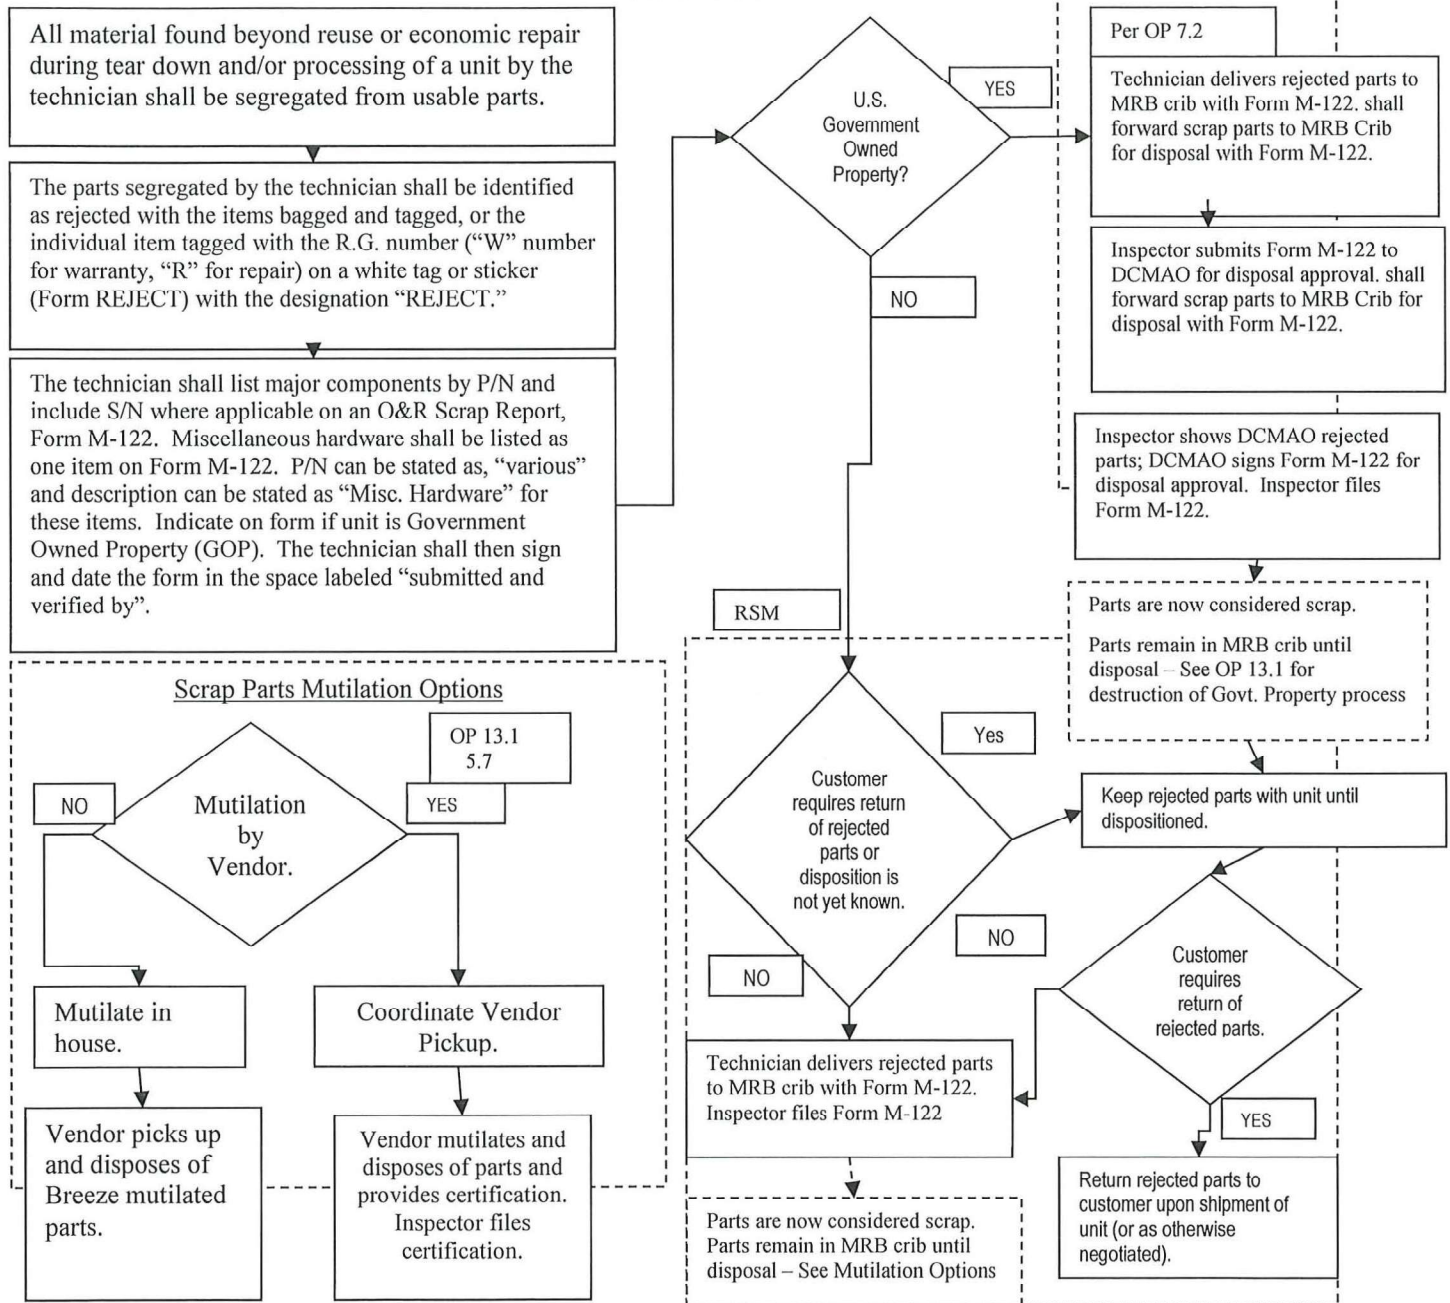 All material found beyond reuse or economic repair
during tear down and/or processing of a unit by the
technician shall be segregated from usable parts.
The parts segregated by the technician shall be identified
as rejected with the items bagged and tagged, or the
individual item tagged with the R.G. number (“W” number
for warranty, “R” for repair) on a white tag or sticker
(Form REJECT) with the designation “REJECT.”
The technician shall list major components by P/N and
include S/N where applicable on an O&R Scrap Report,
Form M-122. Miscellaneous hardware shall be listed as
one item on Form M-122. P/N can be stated as, “various”
and description can be stated as “Misc. Hardware” for
these items. Indicate on form if unit is Government
Owned Property (GOP). The technician shall then sign
and date the form in the space labeled “submitted and
verified by”.
U.S.
Government
Owned
Property?
YES
NO
Per OP 7.2
Technician delivers rejected parts to
MRB crib with Form M-122. shall
forward scrap parts to MRB Crib
for disposal with Form M-122.
Inspector submits Form M-122 to
DCMAO for disposal approval. shall
forward scrap parts to MRB Crib for
disposal with Form M-122.
Inspector shows DCMAO rejected
parts; DCMAO signs Form M-122 for
disposal approval. Inspector files
Form M-122.
Parts are now considered scrap.
Parts remain in MRB crib until
disposal – See OP 13.1 for
destruction of Govt. Property process
RSM
Customer
requires return
of rejected
parts or
disposition is
not yet known.
Yes
NO
Keep rejected parts with unit until
dispositioned.
Customer
requires
return of
rejected parts.
NO
YES
Technician delivers rejected parts
to MRB crib with Form M-122.
Inspector files Form M-122
Return rejected parts to
customer upon shipment of
unit (or as otherwise
negotiated).
Parts are now considered scrap.
Parts remain in MRB crib until
disposal – See Mutilation Options
Scrap Parts Mutilation Options
OP 13.1
5.7
NO
YES
Mutilation
by
Vendor.
Mutilate in
house.
Coordinate Vendor
Pickup.
Vendor picks up
and disposes of
Breeze mutilated
parts.
Vendor mutilates and
disposes of parts and
provides certification.
Inspector files
certification.